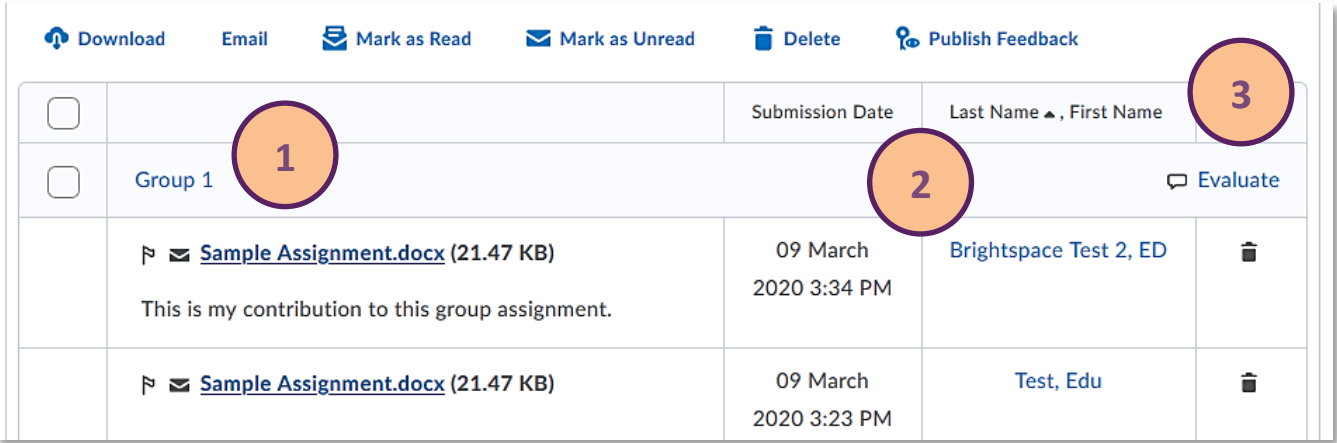 Download Email Mark as Read Mark as Unread Delete Publish Feedback
Submission Date Last Name ▲, First Name 3
Group 1 1 2 Evaluate
Sample Assignment.docx (21.47 KB) 09 March Brightspace Test 2, ED
2020 3:34 PM
This is my contribution to this group assignment.
Sample Assignment.docx (21.47 KB) 09 March Test, Edu
2020 3:23 PM